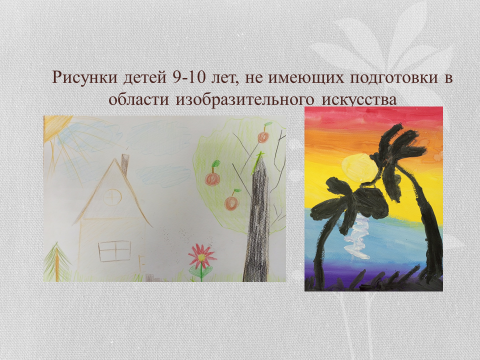 Рисунки детей 9-10 лет, не имеющих подготовки в
области изобразительного искусства